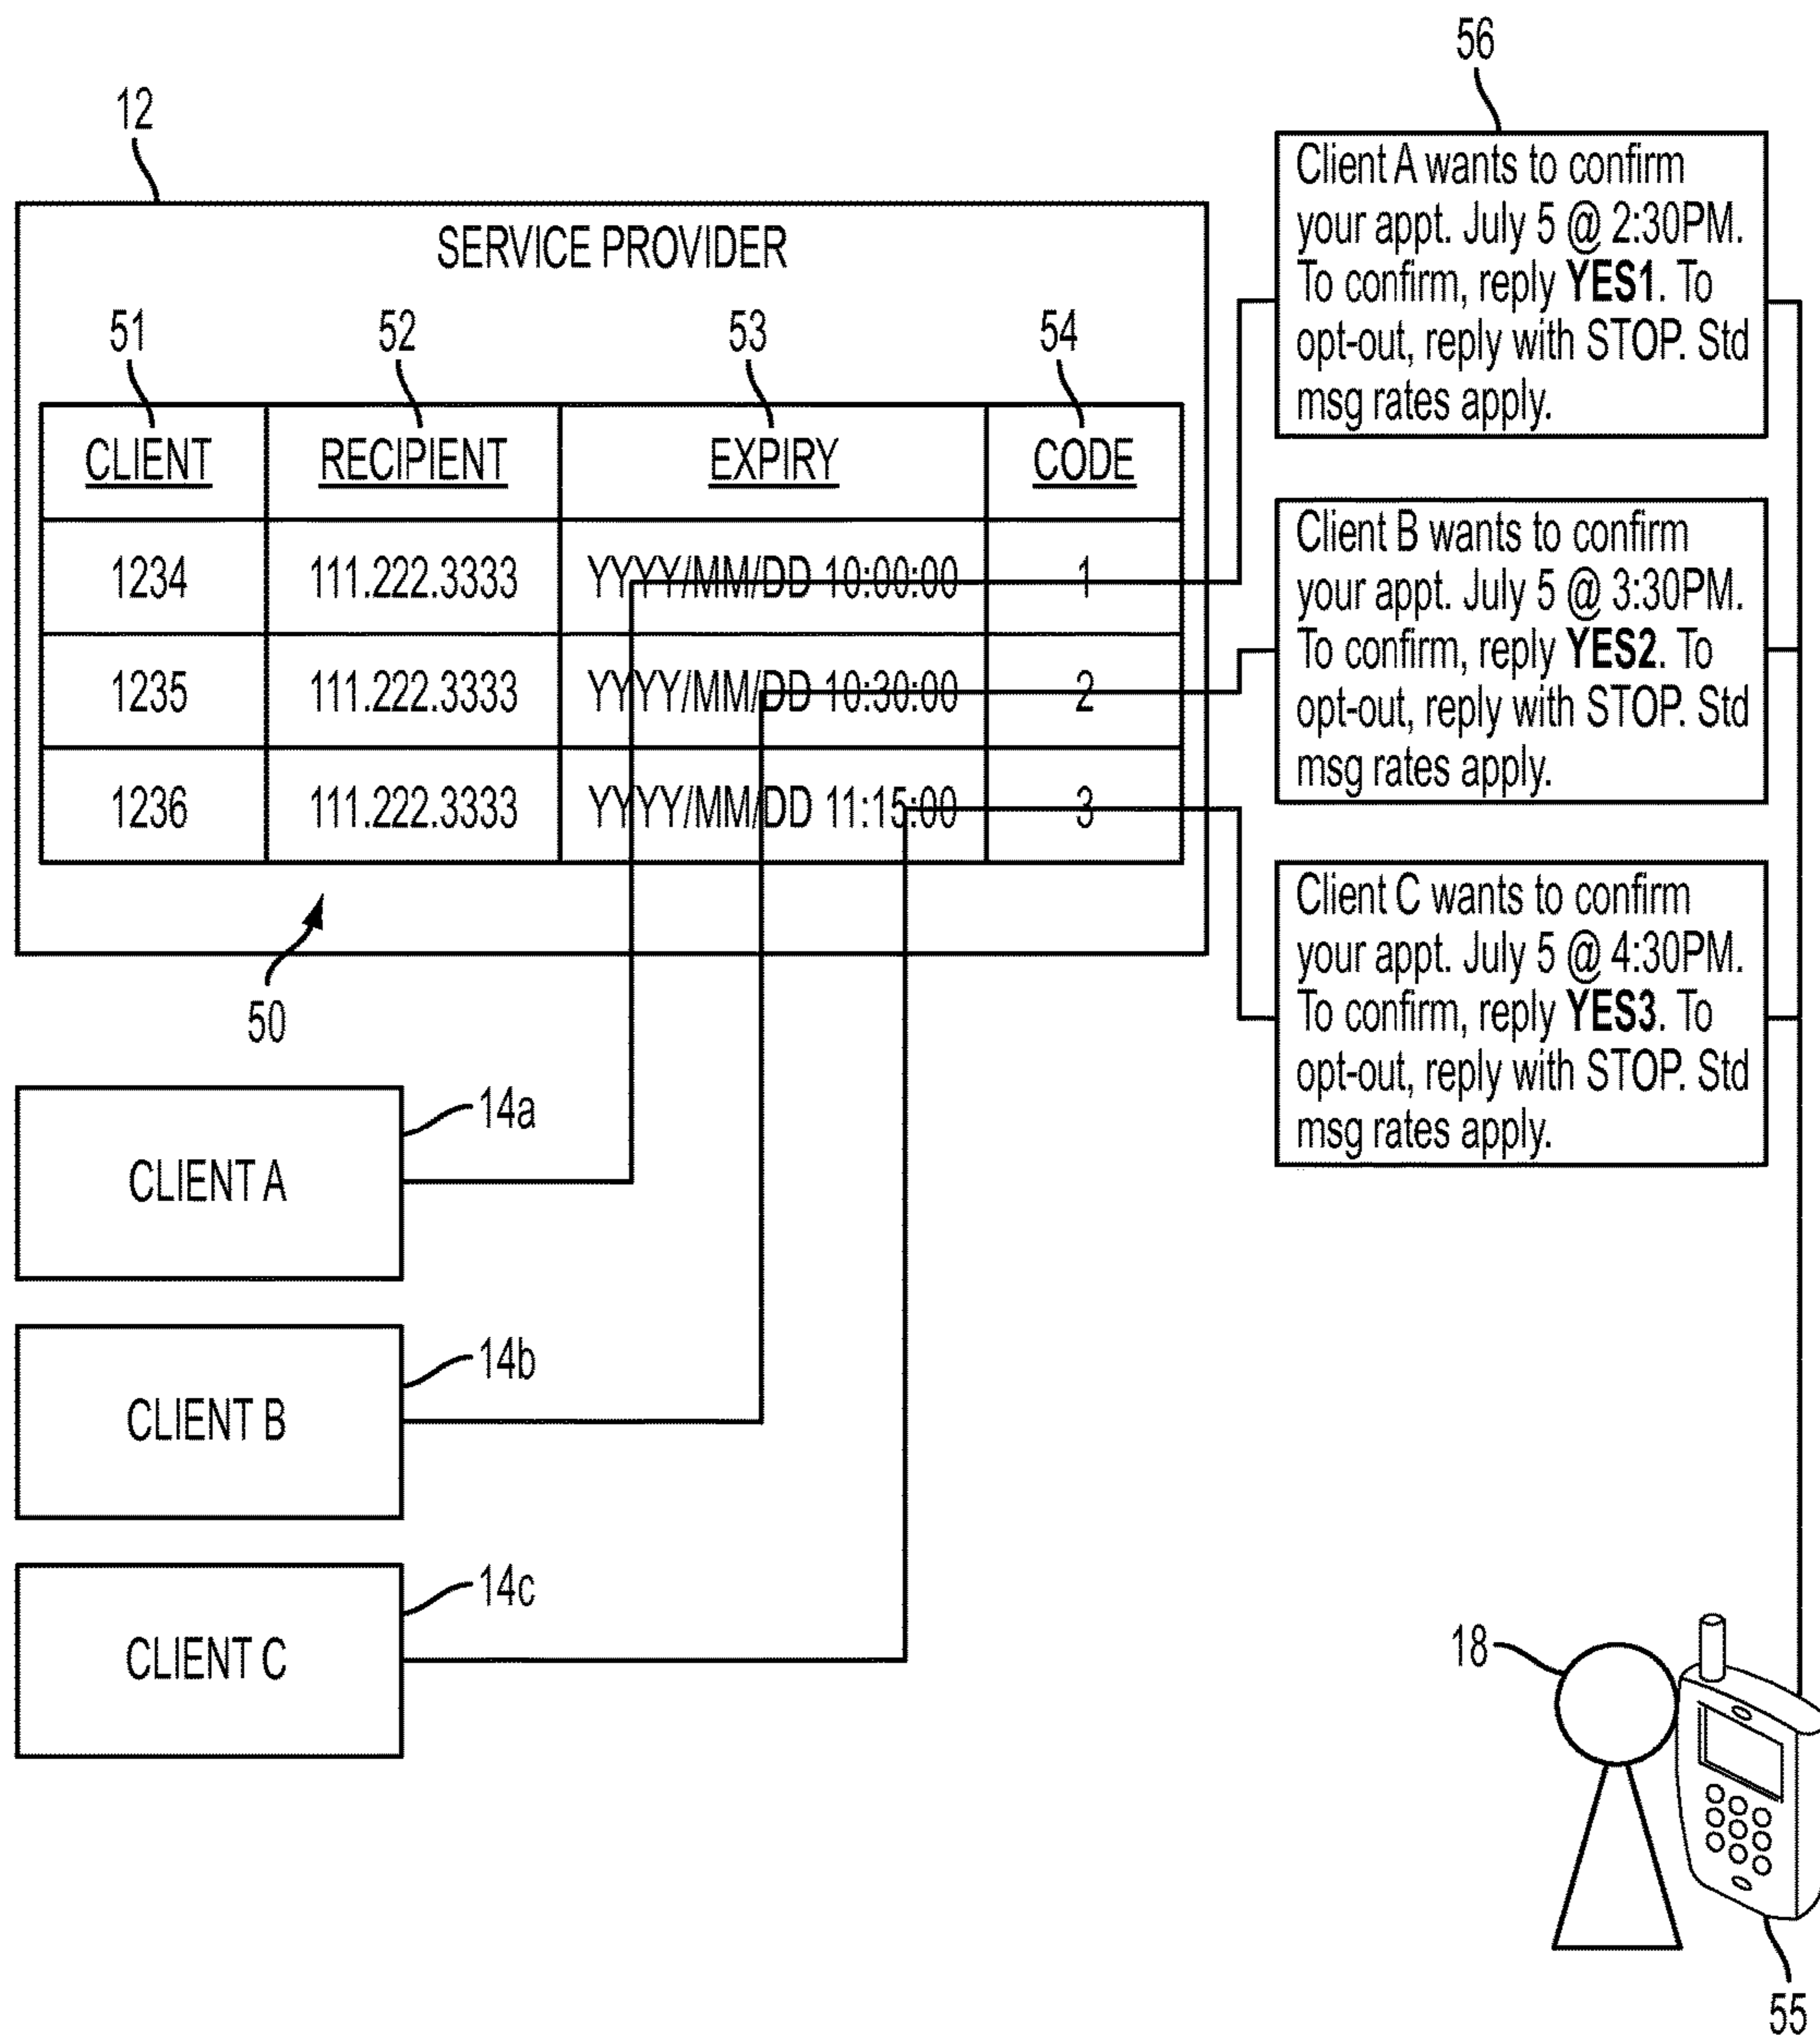 56
12
Client A wants to confirm
your appt. July 5 @ 2:30PM.
To confirm, reply YES1. To
opt-out, reply with STOP. Std
msg rates apply.
SERVICE PROVIDER
51 52 53 54
CLIENT RECIPIENT EXPIRY CODE
1234 111.222.3333 YYYY/MM/DD 10:00:00 1
1235 111.222.3333 YYYY/MM/DD 10:30:00 2
1236 111.222.3333 YYYY/MM/DD 11:15:00 3
Client B wants to confirm
your appt. July 5 @ 3:30PM.
To confirm, reply YES2. To
opt-out, reply with STOP. Std
msg rates apply.
Client C wants to confirm
your appt. July 5 @ 4:30PM.
To confirm, reply YES3. To
opt-out, reply with STOP. Std
msg rates apply.
50
14a
CLIENT A
14b
CLIENT B
14c
CLIENT C
18
55